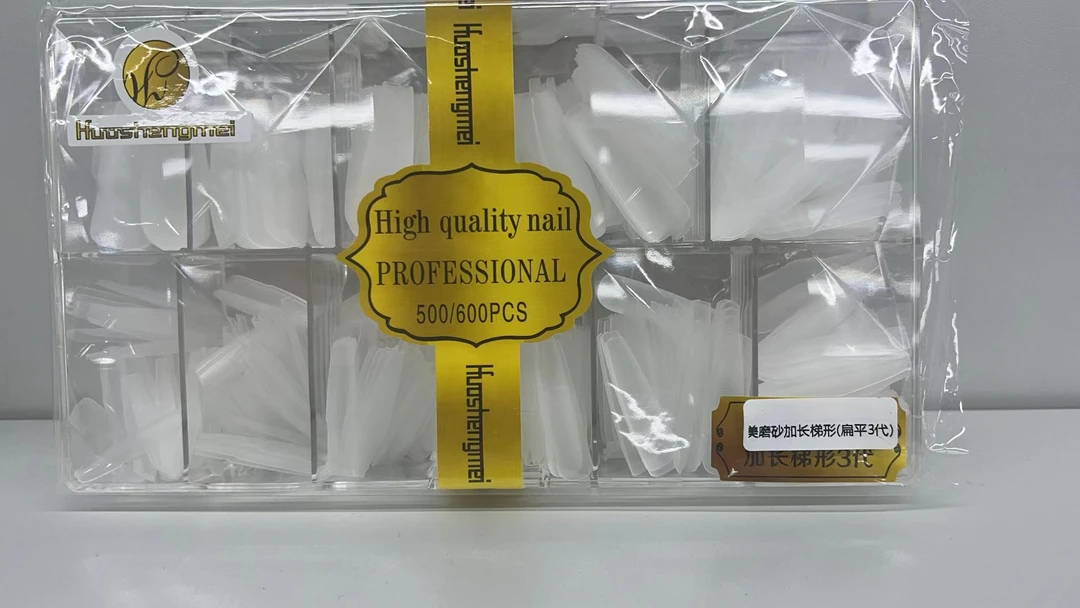 Huoshengmei
Huoshengmei
High quality nail
PROFESSIONAL
500/600PCS
Huoshengmei
美磨砂加长梯形(扁平3代)
加长梯形3代